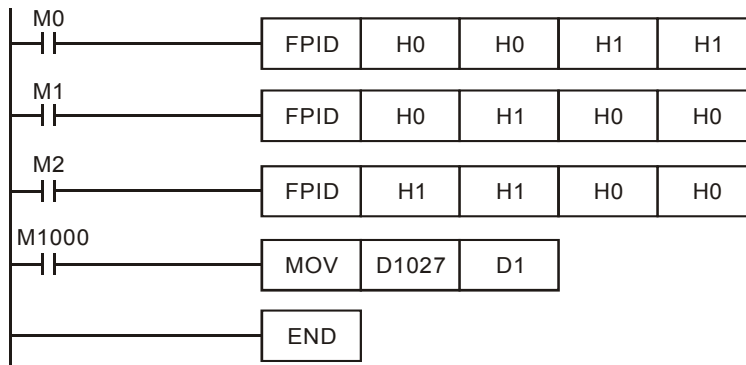 M0
FPID H0 H0 H1 H1
M1
FPID H0 H1 H0 H0
M2
FPID H1 H1 H0 H0
M1000
MOV D1027 D1
END